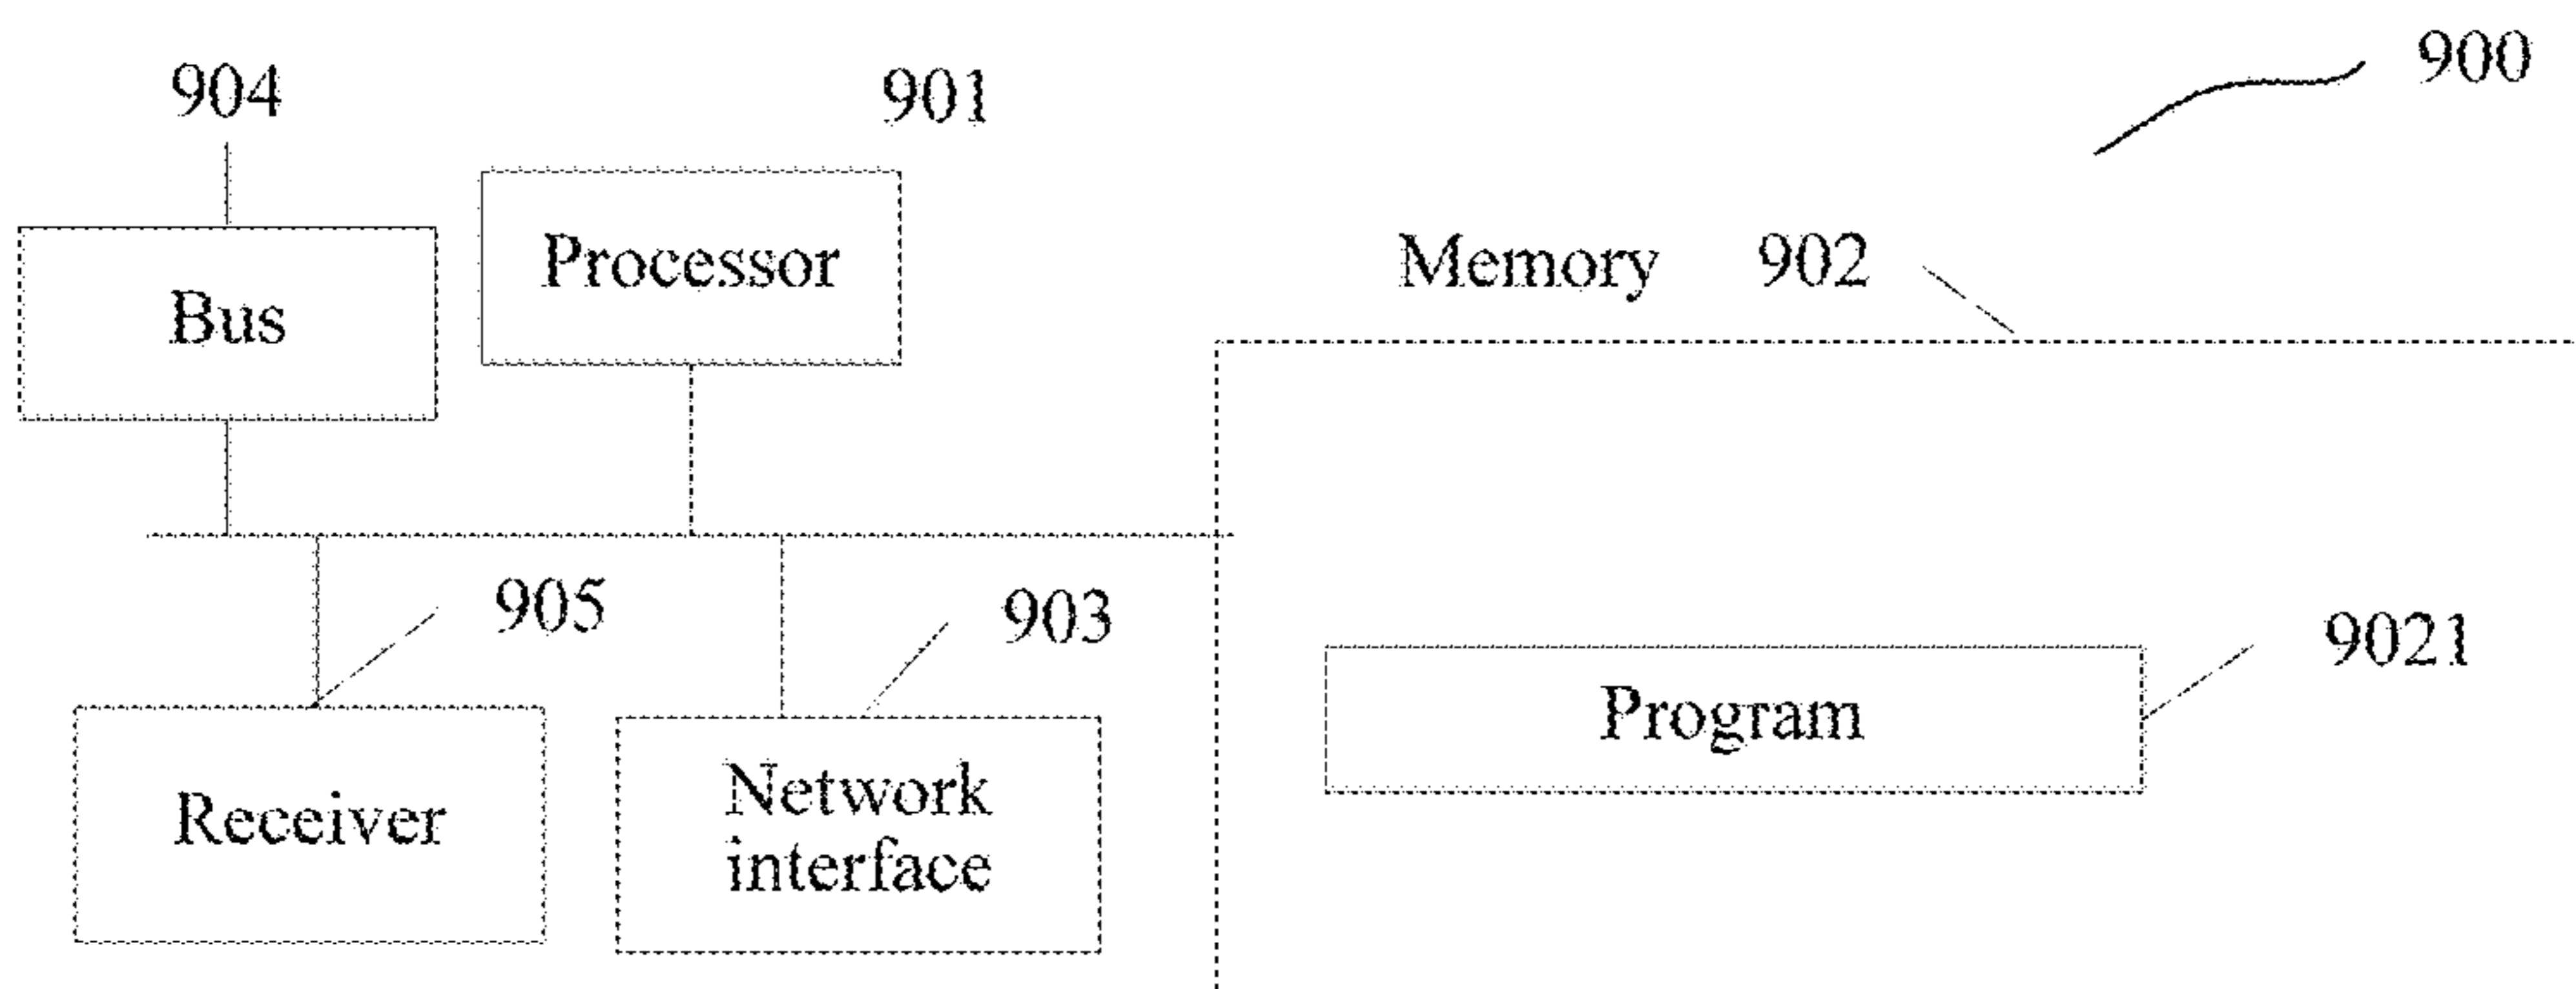 900
904
901
Bus
Processor
Memory 902
905
903
9021
Receiver
Network
interface
Program